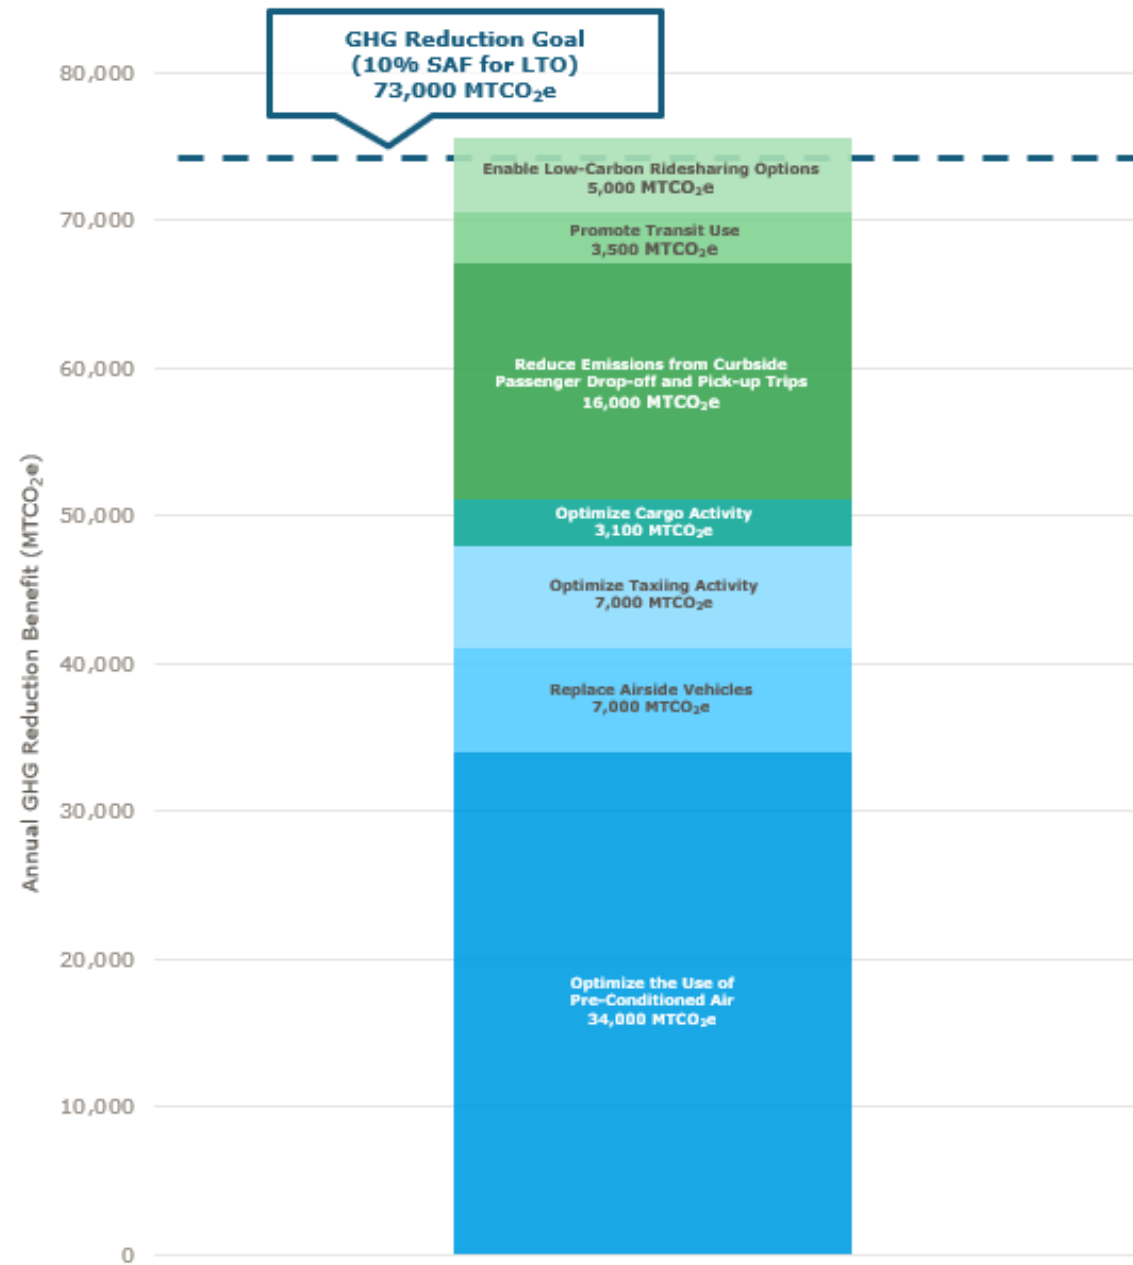 GHG Reduction Goal
(10% SAF for LTO)
73,000 MTCO₂e
80,000
70,000
60,000
50,000
40,000
30,000
20,000
10,000
0
Annual GHG Reduction Benefit (MTCO₂e)
Enable Low-Carbon Ridesharing Options
5,000 MTCO₂e
Promote Transit Use
3,500 MTCO₂e
Reduce Emissions from Curbside
Passenger Drop-off and Pick-up Trips
16,000 MTCO₂e
Optimize Cargo Activity
3,100 MTCO₂e
Optimize Taxiing Activity
7,000 MTCO₂e
Replace Airside Vehicles
7,000 MTCO₂e
Optimize the Use of
Pre-Conditioned Air
34,000 MTCO₂e